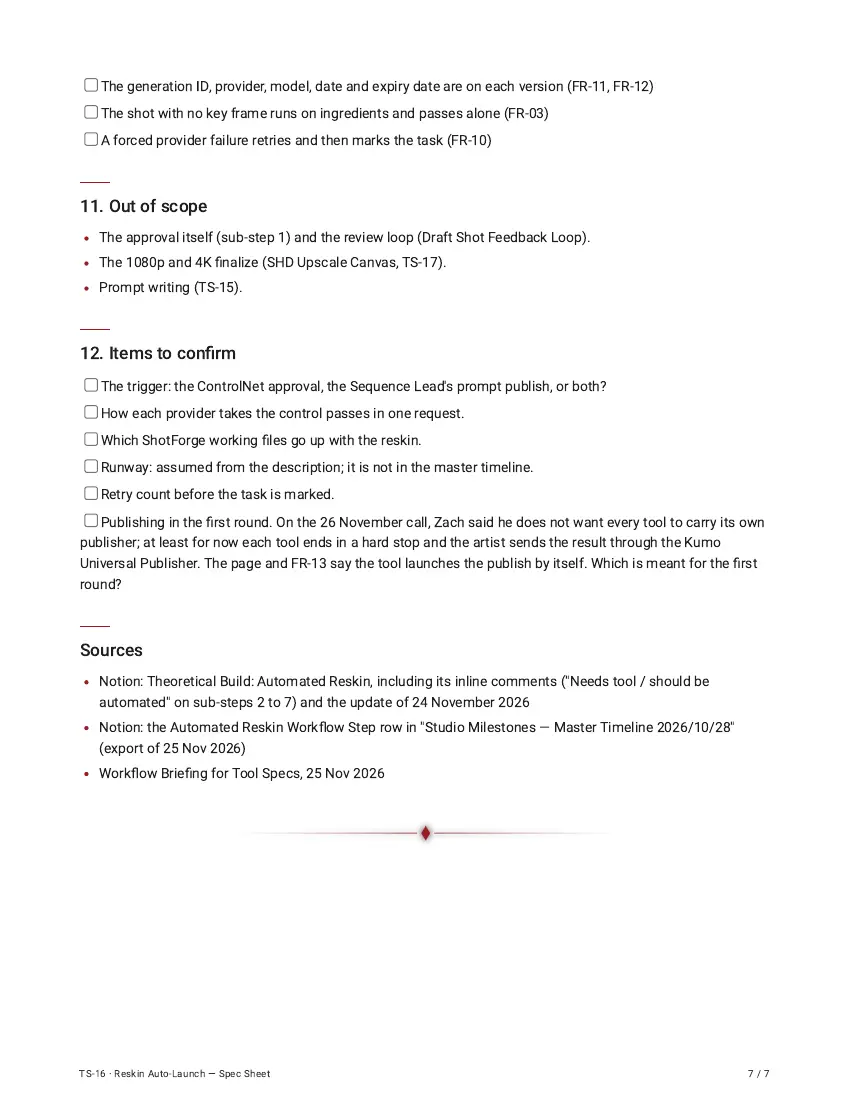 The generation ID, provider, model, date and expiry date are on each version (FR-11, FR-12)
The shot with no key frame runs on ingredients and passes alone (FR-03)
A forced provider failure retries and then marks the task (FR-10)
11. Out of scope
• The approval itself (sub-step 1) and the review loop (Draft Shot Feedback Loop).
• The 1080p and 4K finalize (SHD Upscale Canvas, TS-17).
• Prompt writing (TS-15).
12. Items to confirm
The trigger: the ControlNet approval, the Sequence Lead's prompt publish, or both?
How each provider takes the control passes in one request.
Which ShotForge working files go up with the reskin.
Runway: assumed from the description; it is not in the master timeline.
Retry count before the task is marked.
Publishing in the first round. On the 26 November call, Zach said he does not want every tool to carry its own
publisher; at least for now each tool ends in a hard stop and the artist sends the result through the Kumo
Universal Publisher. The page and FR-13 say the tool launches the publish by itself. Which is meant for the first
round?
Sources
• Notion: Theoretical Build: Automated Reskin, including its inline comments ("Needs tool / should be
automated" on sub-steps 2 to 7) and the update of 24 November 2026
• Notion: the Automated Reskin Workflow Step row in "Studio Milestones — Master Timeline 2026/10/28"
(export of 25 Nov 2026)
• Workflow Briefing for Tool Specs, 25 Nov 2026
TS-16 · Reskin Auto-Launch — Spec Sheet
7 / 7